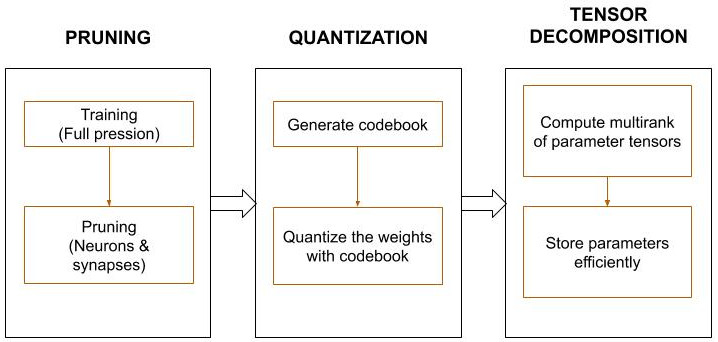 PRUNING
Training
(Full pression)
Pruning
(Neurons &
synapses)
QUANTIZATION
Generate codebook
Quantize the weights
with codebook
TENSOR
DECOMPOSITION
Compute multirank
of parameter tensors
Store parameters
efficiently